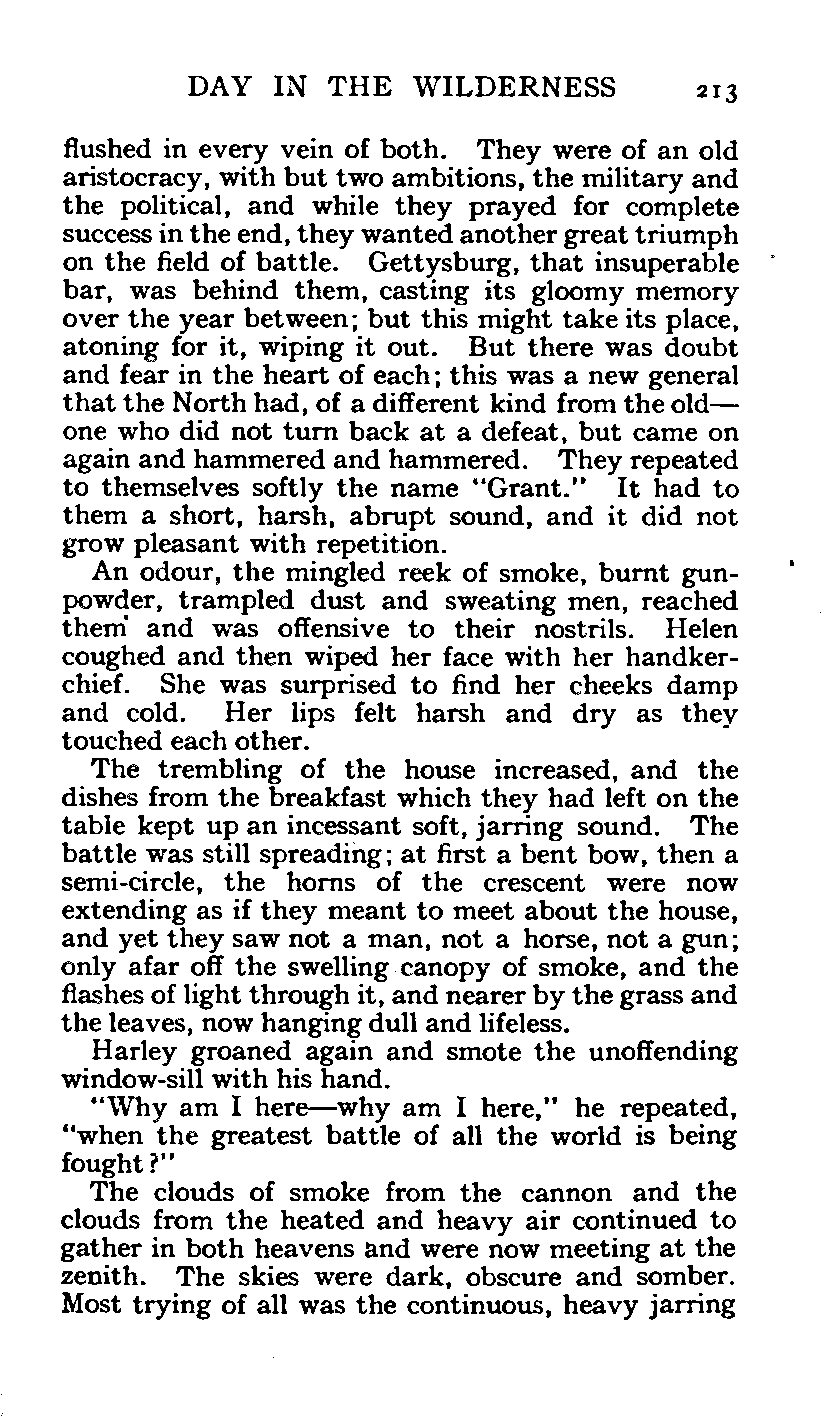 DAY IN THE WILDERNESS 213
flushed in every vein of both. They were of an old
aristocracy, with but two ambitions, the military and
the political, and while they prayed for complete
success in the end, they wanted another great triumph
on the field of battle. Gettysburg, that insuperable
bar, was behind them, casting its gloomy memory
over the year between; but this might take its place,
atoning for it, wiping it out. But there was doubt
and fear in the heart of each; this was a new general
that the North had, of a different kind from the old—
one who did not turn back at a defeat, but came on
again and hammered and hammered. They repeated
to themselves softly the name "Grant." It had to
them a short, harsh, abrupt sound, and it did not
grow pleasant with repetition.
An odour, the mingled reek of smoke, burnt gun-
powder, trampled dust and sweating men, reached
them and was offensive to their nostrils. Helen
coughed and then wiped her face with her handker-
chief. She was surprised to find her cheeks damp
and cold. Her lips felt harsh and dry as they
touched each other.
The trembling of the house increased, and the
dishes from the breakfast which they had left on the
table kept up an incessant soft, jarring sound. The
battle was still spreading; at first a bent bow, then a
semi-circle, the horns of the crescent were now
extending as if they meant to meet about the house,
and yet they saw not a man, not a horse, not a gun;
only afar off the swelling canopy of smoke, and the
flashes of light through it, and nearer by the grass and
the leaves, now hanging dull and lifeless.
Harley groaned again and smote the unoffending
window-sill with his hand.
"Why am I here—why am I here," he repeated,
"when the greatest battle of all the world is being
fought?"
The clouds of smoke from the cannon and the
clouds from the heated and heavy air continued to
gather in both heavens and were now meeting at the
zenith. The skies were dark, obscure and somber.
Most trying of all was the continuous, heavy jarring